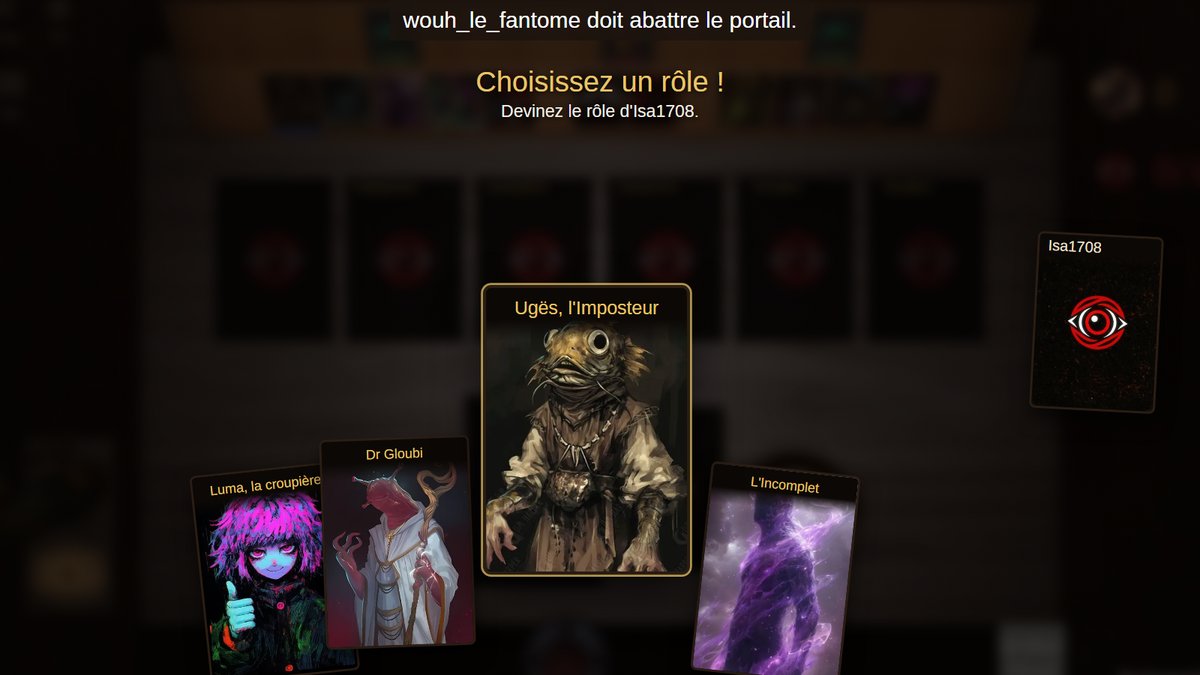 wouh_le_fantome doit abattre le portail.
Choisissez un rôle !
Devinez le rôle d'Isa1708.
Isa1708
Ugës, l'Imposteur
Dr Gloubi
Luma, la croupière
L'Incomplet